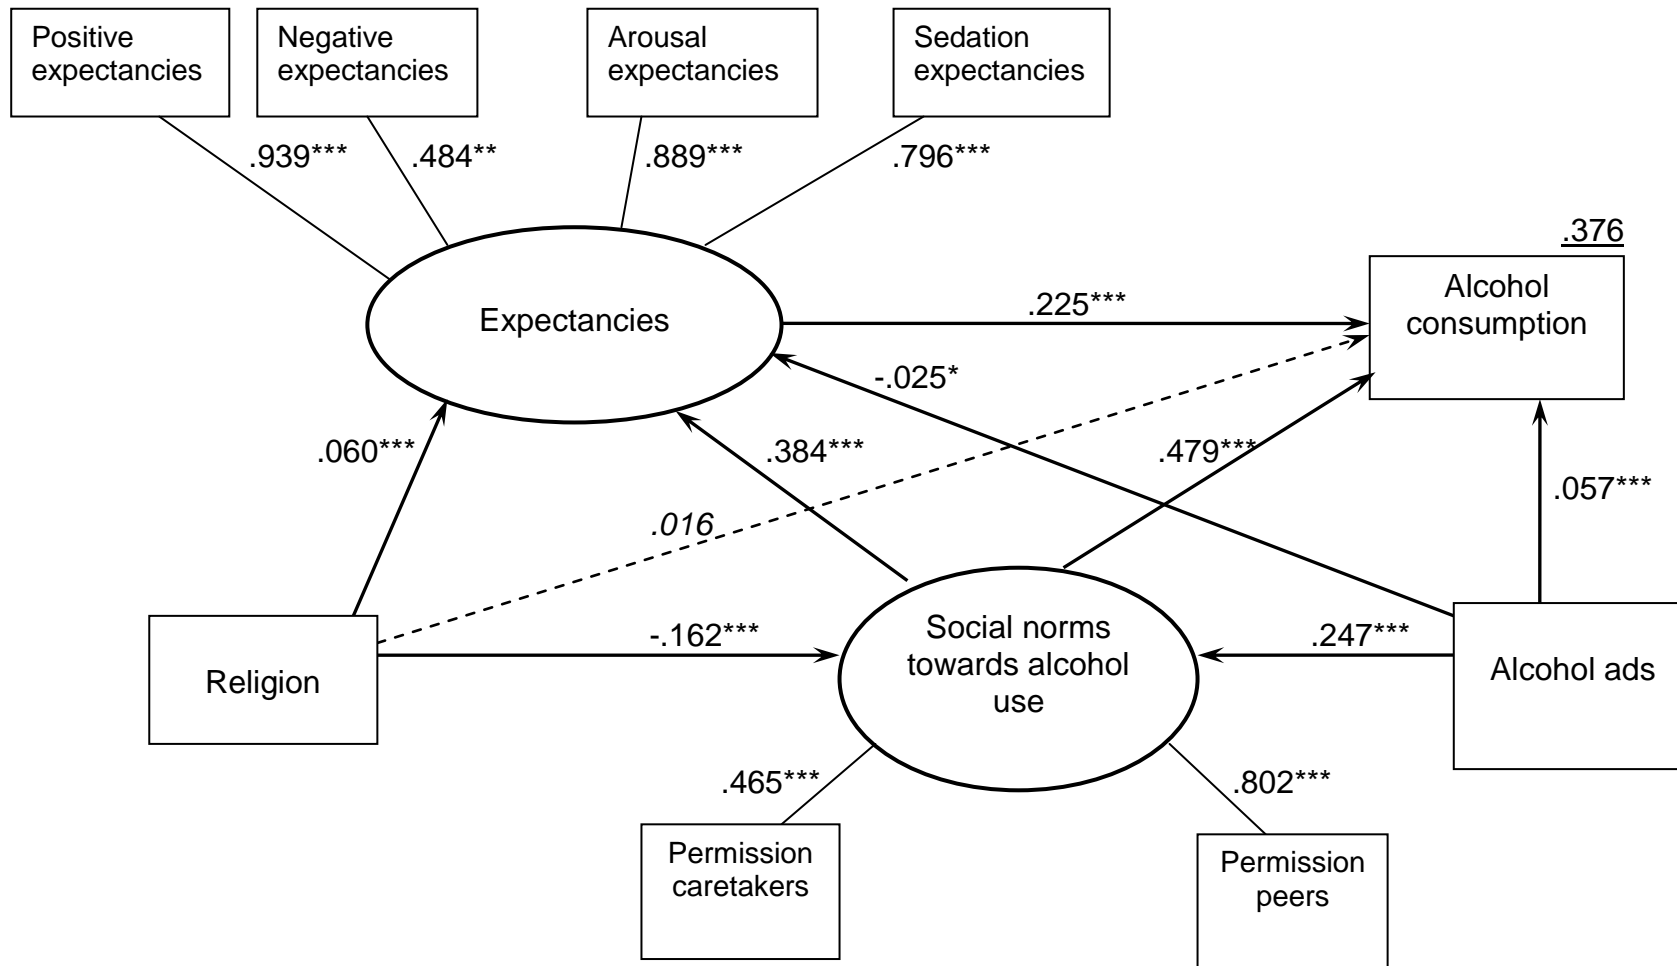 Positive
expectancies
Negative
expectancies
Arousal
expectancies
Sedation
expectancies
.939***
.484**
.889***
.796***
.376
Expectancies
.225***
Alcohol
consumption
-.025*
.060***
.384***
.479***
.057***
.016
Religion
-.162***
Social norms
towards alcohol
use
.247***
Alcohol ads
.465***
.802***
Permission
caretakers
Permission
peers